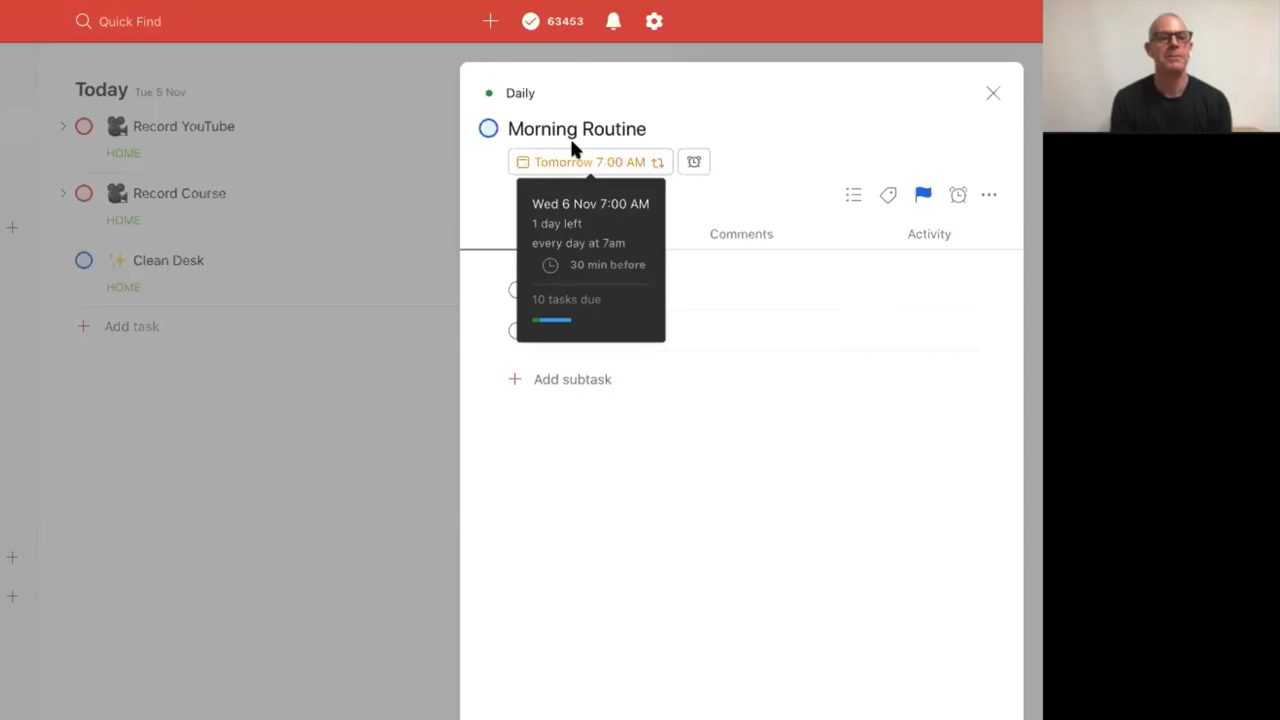 Quick Find
63453
Today Tue 5 Nov
Record YouTube
HOME
Record Course
HOME
Clean Desk
HOME
Add task
Daily
Morning Routine
Tomorrow 7:00 AM
Wed 6 Nov 7:00 AM
1 day left
every day at 7am
30 min before
10 tasks due
Comments
Activity
Add subtask